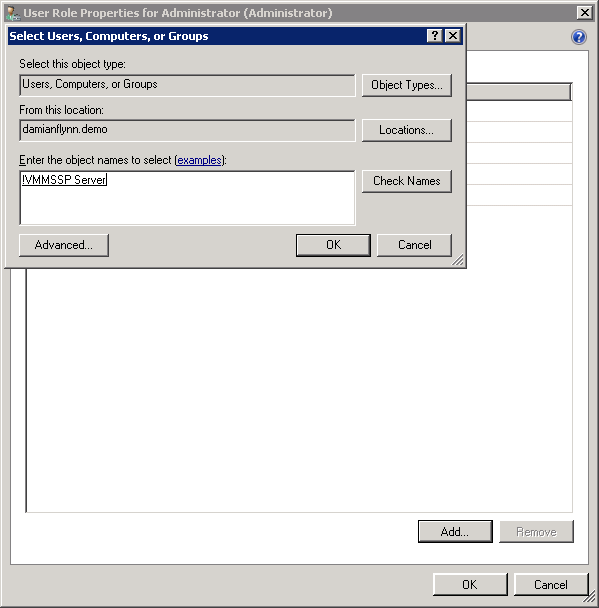 User Role Properties for Administrator (Administrator)
Select Users, Computers, or Groups
Select this object type:
Users, Computers, or Groups
Object Types...
From this location:
damianflynn.demo
Locations...
Enter the object names to select (examples):
!VMMSSP Server
Check Names
Advanced...
OK
Cancel
Add...
Remove
OK
Cancel